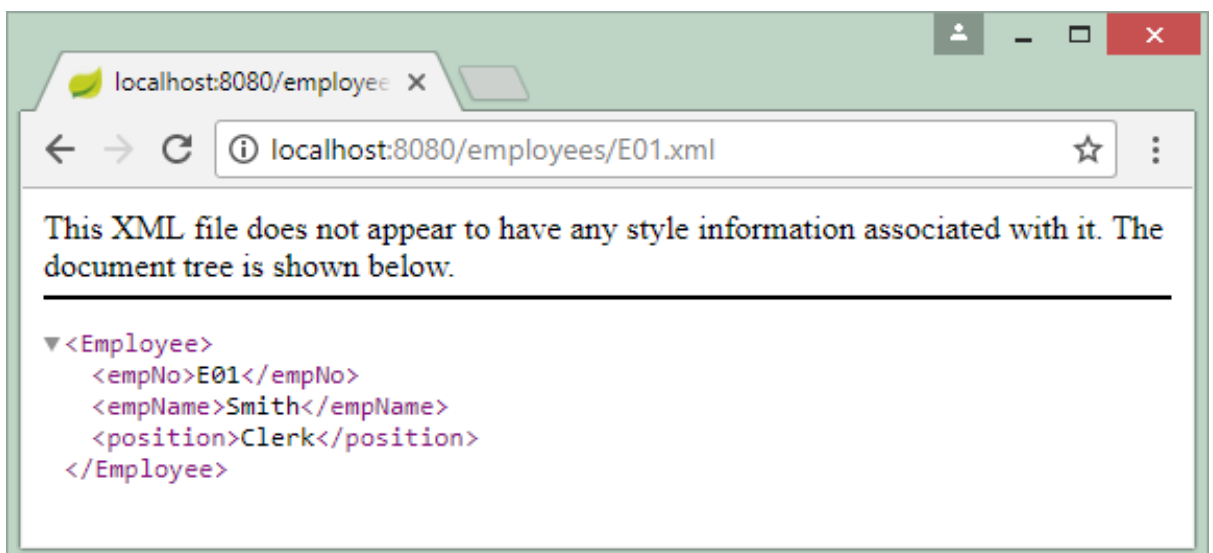 localhost:8080/employee
localhost:8080/employees/E01.xml
This XML file does not appear to have any style information associated with it. The
document tree is shown below.
<Employee>
<empNo>E01</empNo>
<empName>Smith</empName>
<position>Clerk</position>
</Employee>